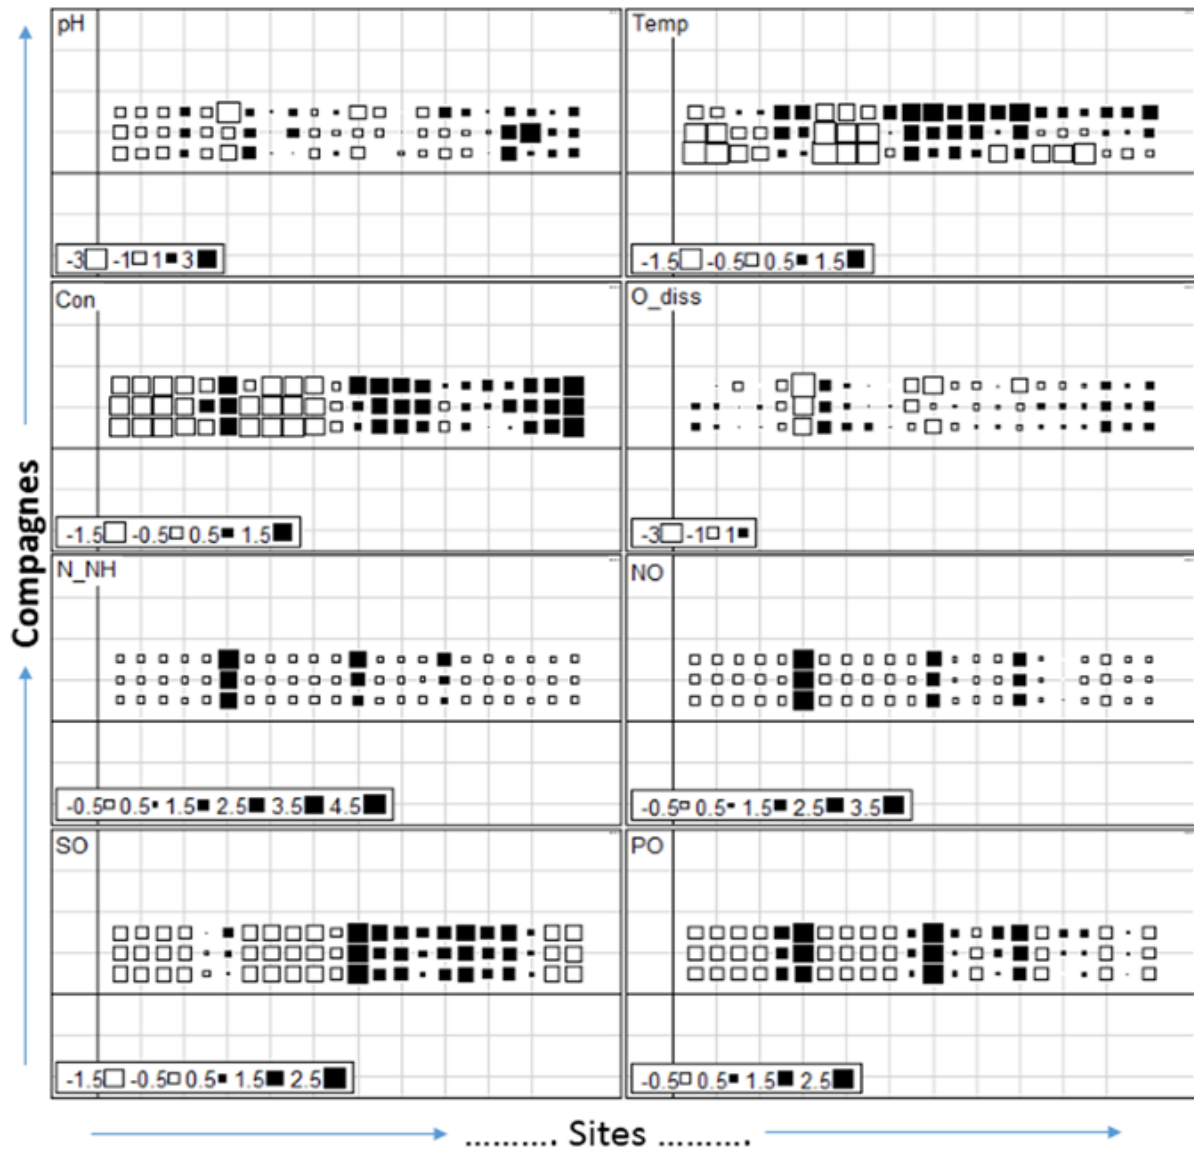 pH
-3 -1 1 3
Temp
-1.5 -0.5 0.5 1.5
Con
-1.5 -0.5 0.5 1.5
O_diss
-3 -1 1
N_NH
-0.5 0.5 1.5 2.5 3.5 4.5
NO
-0.5 0.5 1.5 2.5 3.5
SO
-1.5 -0.5 0.5 1.5 2.5
PO
-0.5 0.5 1.5 2.5
Compagnes
.......... Sites ..........